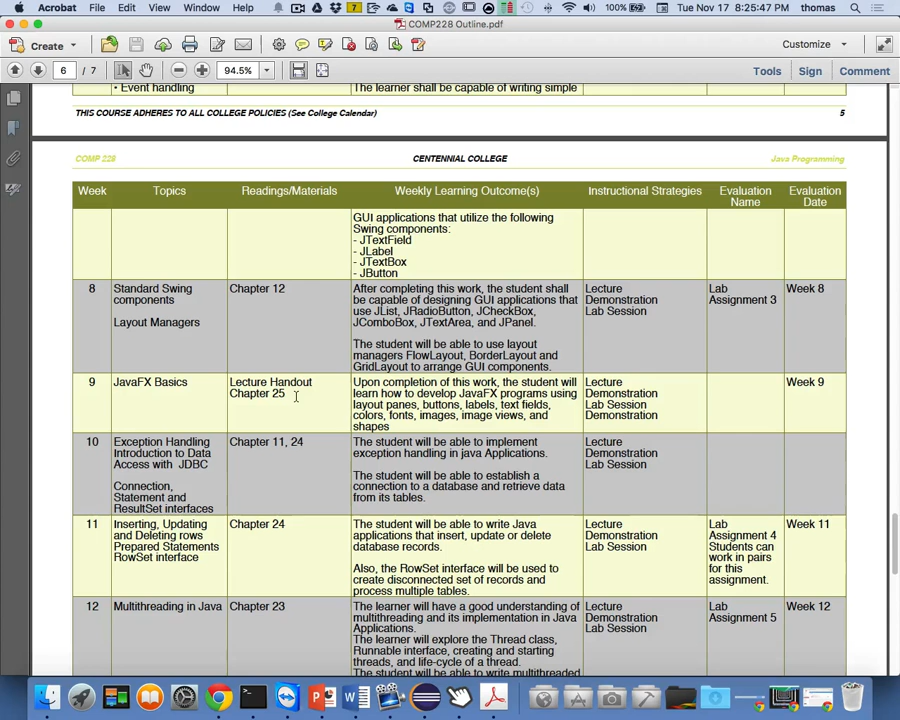 Acrobat File Edit View Window Help 7 100% Tue Nov 17 8:25:47 PM thomas
COMP228 Outline.pdf
Create Customize
6 / 7 94.5% Tools Sign Comment
• Event handling The learner shall be capable of writing simple
THIS COURSE ADHERES TO ALL COLLEGE POLICIES (See College Calendar) 5
COMP 228 CENTENNIAL COLLEGE Java Programming
Week Topics Readings/Materials Weekly Learning Outcome(s) Instructional Strategies Evaluation Name Evaluation Date
GUI applications that utilize the following
Swing components:
- JTextField
- JLabel
- JTextBox
- JButton
8
Standard Swing
components
Layout Managers
Chapter 12
After completing this work, the student shall
be capable of designing GUI applications that
use JList, JRadioButton, JCheckBox,
JComboBox, JTextArea, and JPanel.
The student will be able to use layout
managers FlowLayout, BorderLayout and
GridLayout to arrange GUI components.
Lecture
Demonstration
Lab Session
Lab
Assignment 3
Week 8
9
JavaFX Basics
Lecture Handout
Chapter 25
Upon completion of this work, the student will
learn how to develop JavaFX programs using
layout panes, buttons, labels, text fields,
colors, fonts, images, image views, and
shapes
Lecture
Demonstration
Lab Session
Demonstration
Week 9
10
Exception Handling
Introduction to Data
Access with JDBC
Connection,
Statement and
ResultSet interfaces
Chapter 11, 24
The student will be able to implement
exception handling in java Applications.
The student will be able to establish a
connection to a database and retrieve data
from its tables.
Lecture
Demonstration
Lab Session
11
Inserting, Updating
and Deleting rows
Prepared Statements
RowSet interface
Chapter 24
The student will be able to write Java
applications that insert, update or delete
database records.
Also, the RowSet interface will be used to
create disconnected set of records and
process multiple tables.
Lecture
Demonstration
Lab Session
Lab
Assignment 4
Students can
work in pairs
for this
assignment.
Week 11
12
Multithreading in Java
Chapter 23
The learner will have a good understanding of
multithreading and its implementation in Java
Applications.
The learner will explore the Thread class,
Runnable interface, creating and starting
threads, and life-cycle of a thread.
The student will be able to write multithreaded
Lecture
Demonstration
Lab Session
Lab
Assignment 5
Week 12